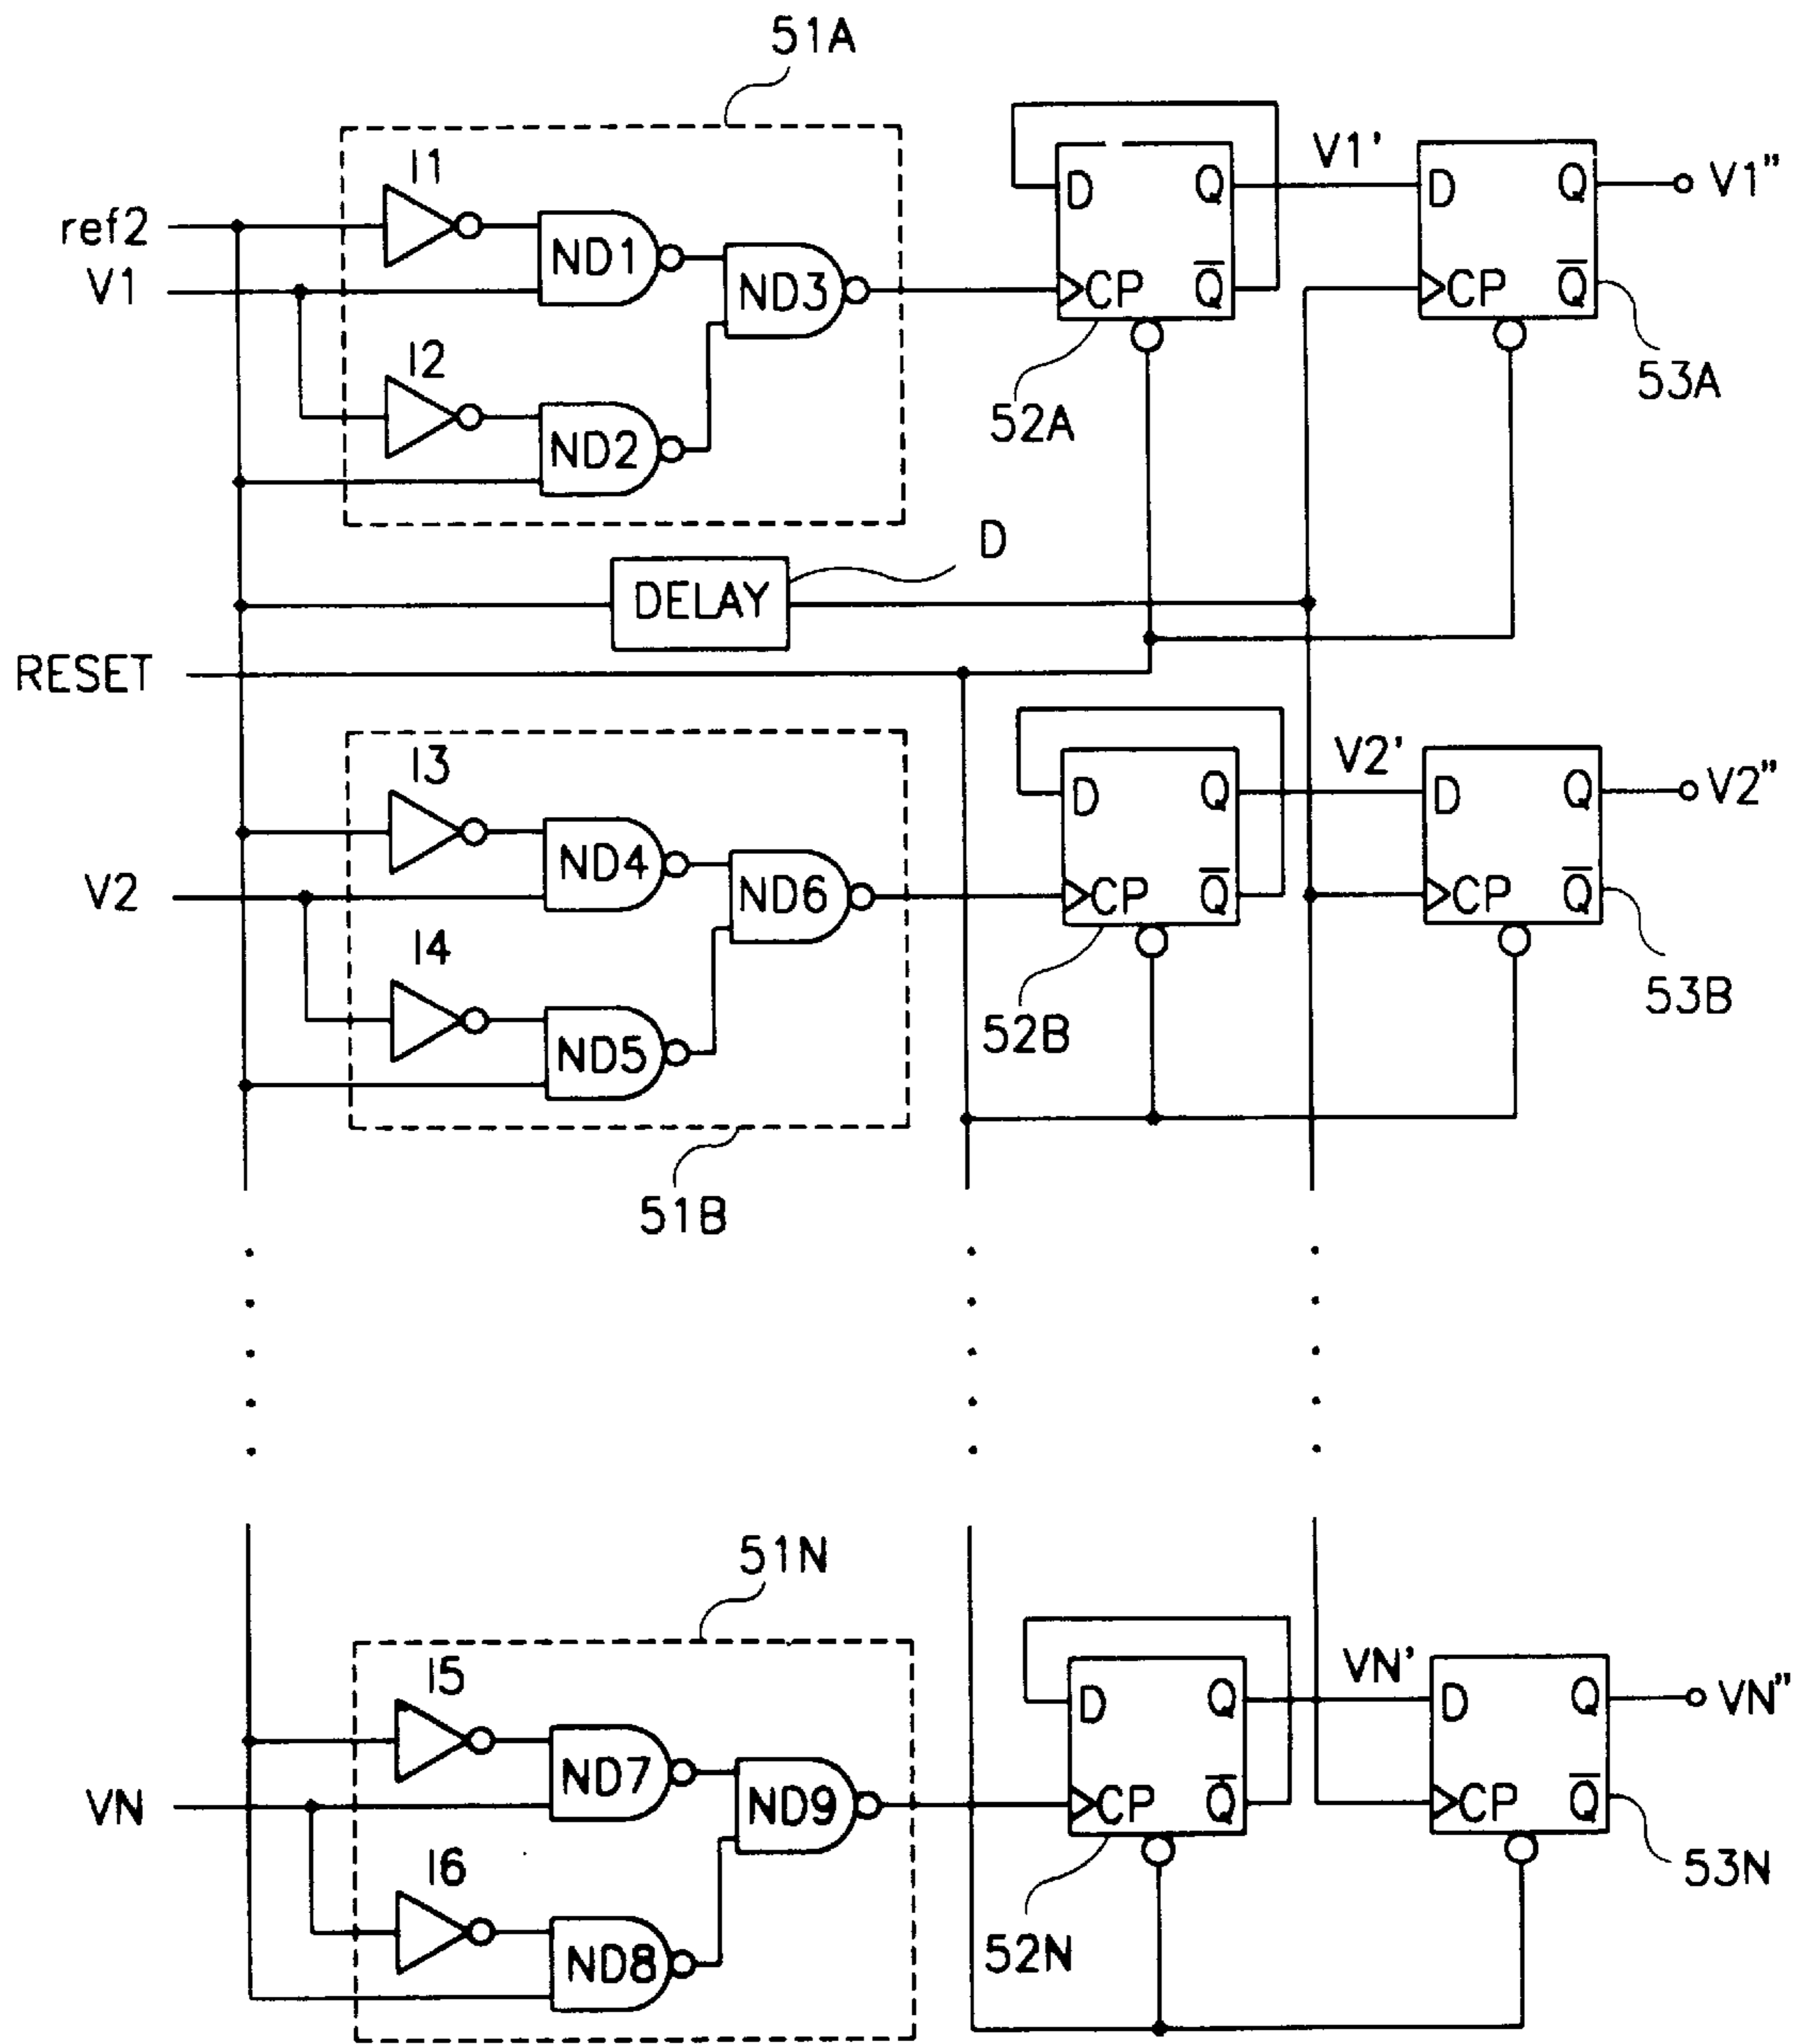 51A
I1
ref2
V1
ND1
ND3
I2
ND2
D
Q
CP
Q̅
52A
V1'
D
Q
CP
Q̅
V1"
53A
DELAY
D
RESET
I3
V2
ND4
ND6
I4
ND5
51B
D
Q
CP
Q̅
52B
V2'
D
Q
CP
Q̅
V2"
53B
51N
I5
VN
ND7
ND9
I6
ND8
D
Q
CP
Q̅
52N
VN'
D
Q
CP
Q̅
VN"
53N